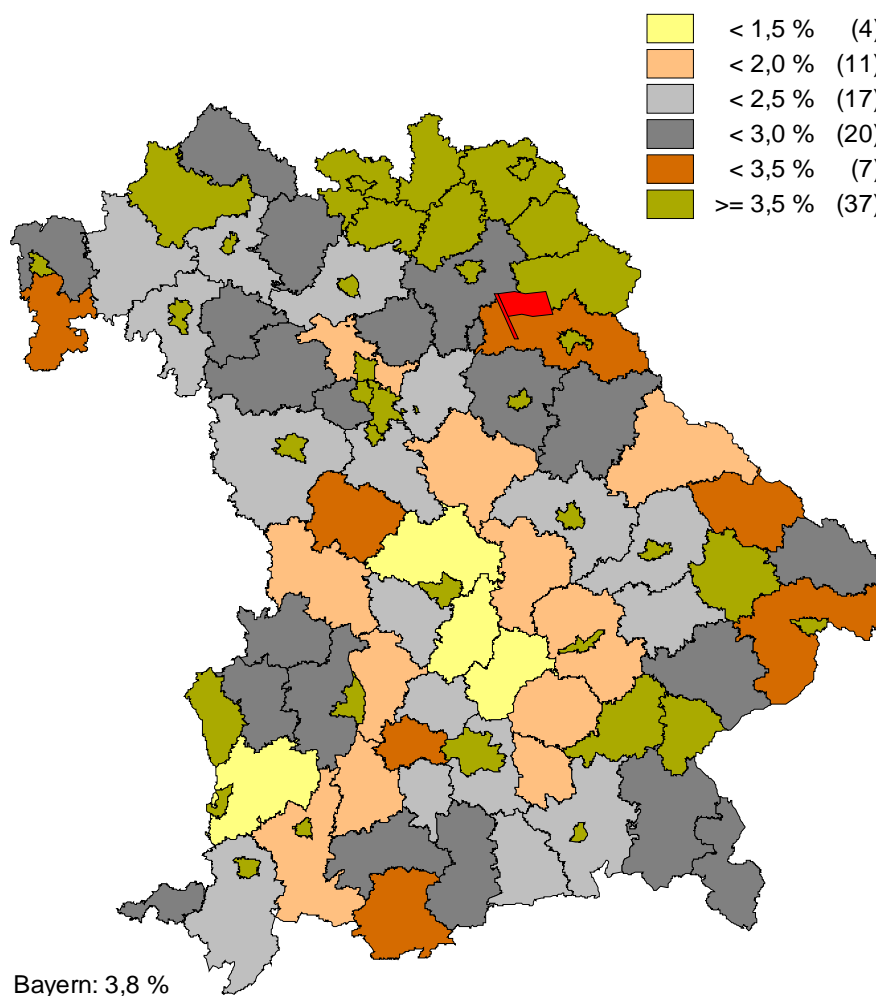 < 1,5 % (4)
< 2,0 % (11)
< 2,5 % (17)
< 3,0 % (20)
< 3,5 % (7)
>= 3,5 % (37)
Bayern: 3,8 %